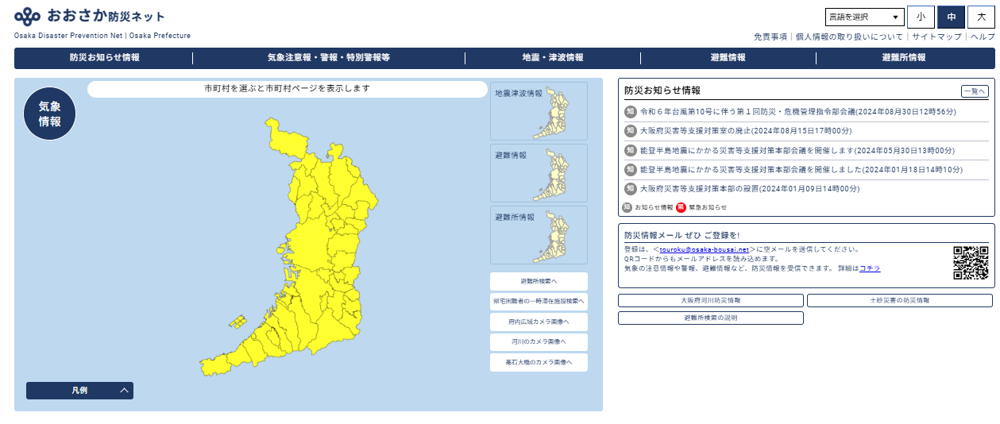 おおさか防災ネット
Osaka Disaster Prevention Net | Osaka Prefecture
言語を選択
小
中
大
免責事項｜個人情報の取り扱いについて｜サイトマップ｜ヘルプ
防災お知らせ情報
気象注意報・警報・特別警報等
地震・津波情報
避難情報
避難所情報
気象
情報
市町村を選ぶと市町村ページを表示します
地震津波情報
避難情報
避難所情報
避難所検索へ
帰宅困難者の一時滞在施設検索へ
府内広域カメラ画像へ
河川のカメラ画像へ
高石大橋のカメラ画像へ
凡例
防災お知らせ情報
一覧へ
知 令和６年台風第10号に伴う第１回防災・危機管理指令部会議(2024年08月30日12時56分)
知 大阪府災害等支援対策室の廃止(2024年08月15日17時00分)
知 能登半島地震にかかる災害等支援対策本部会議を開催します(2024年05月30日13時00分)
知 能登半島地震にかかる災害等支援対策本部会議を開催しました(2024年01月18日14時10分)
知 大阪府災害等支援対策本部の設置(2024年01月09日14時00分)
知 お知らせ情報 緊 緊急お知らせ
防災情報メール ぜひ ご登録を!
登録は、＜touroku@osaka-bousai.net＞に空メールを送信してください。
QRコードからもメールアドレスを読み込めます。
気象の注意情報や警報、避難情報など、防災情報を受信できます。 詳細はコチラ
大阪府河川防災情報
土砂災害の防災情報
避難所検索の説明